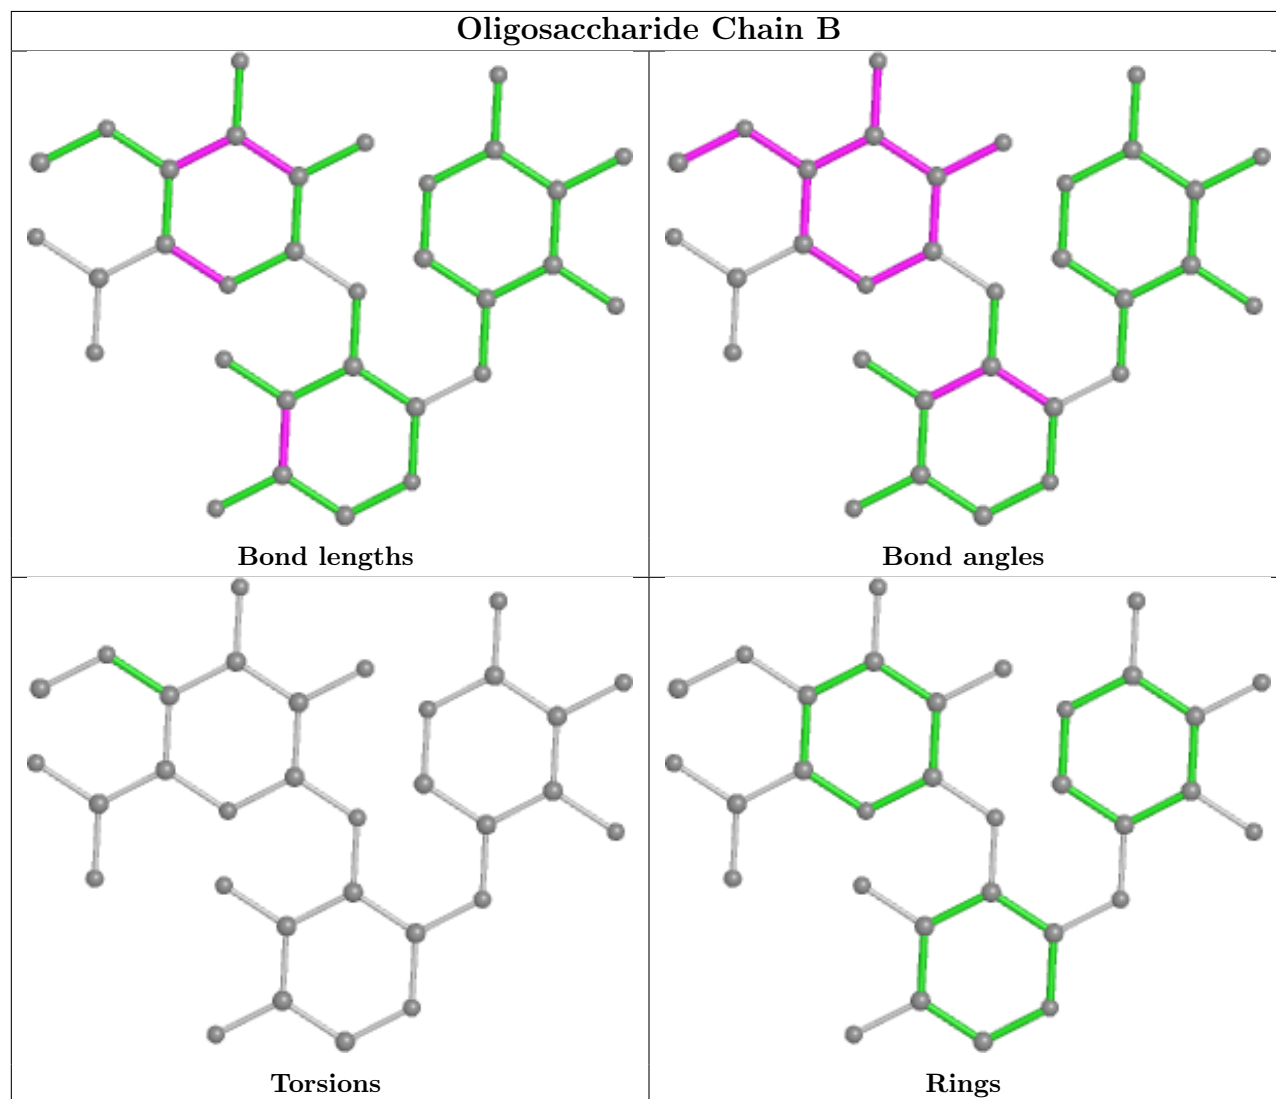 Oligosaccharide Chain B
Bond lengths
Bond angles
Torsions
Rings